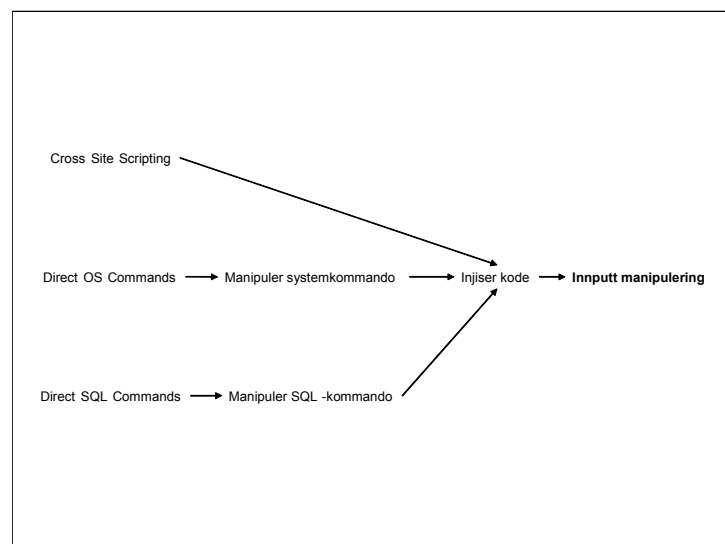 Cross Site Scripting
Direct OS Commands
Manipuler systemkommando
Injiser kode
Innputt manipulering
Direct SQL Commands
Manipuler SQL -kommando